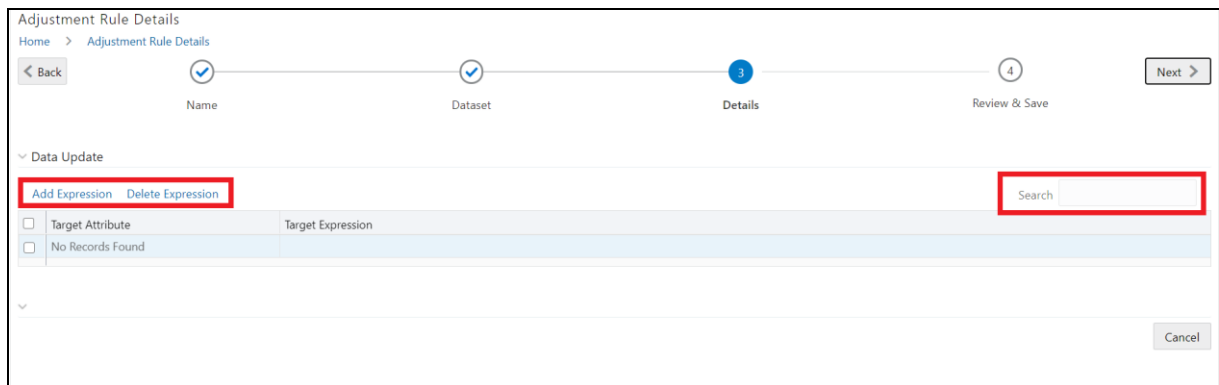 Adjustment Rule Details
Home > Adjustment Rule Details
Back
3
4
Next
Name
Dataset
Details
Review & Save
Data Update
Add Expression Delete Expression
Search
Target Attribute Target Expression
No Records Found
Cancel